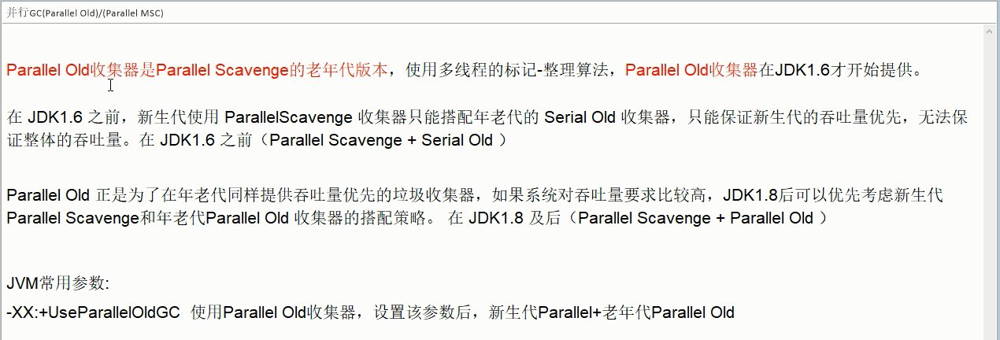 并行GC(Parallel Old)/(Parallel MSC)
Parallel Old收集器是Parallel Scavenge的老年代版本，使用多线程的标记-整理算法，Parallel Old收集器在JDK1.6才开始提供。
在 JDK1.6 之前，新生代使用 ParallelScavenge 收集器只能搭配年老代的 Serial Old 收集器，只能保证新生代的吞吐量优先，无法保
证整体的吞吐量。在 JDK1.6 之前（Parallel Scavenge + Serial Old ）
Parallel Old 正是为了在年老代同样提供吞吐量优先的垃圾收集器，如果系统对吞吐量要求比较高，JDK1.8后可以优先考虑新生代
Parallel Scavenge和年老代Parallel Old 收集器的搭配策略。 在 JDK1.8 及后（Parallel Scavenge + Parallel Old ）
JVM常用参数:
-XX:+UseParallelOldGC  使用Parallel Old收集器，设置该参数后，新生代Parallel+老年代Parallel Old